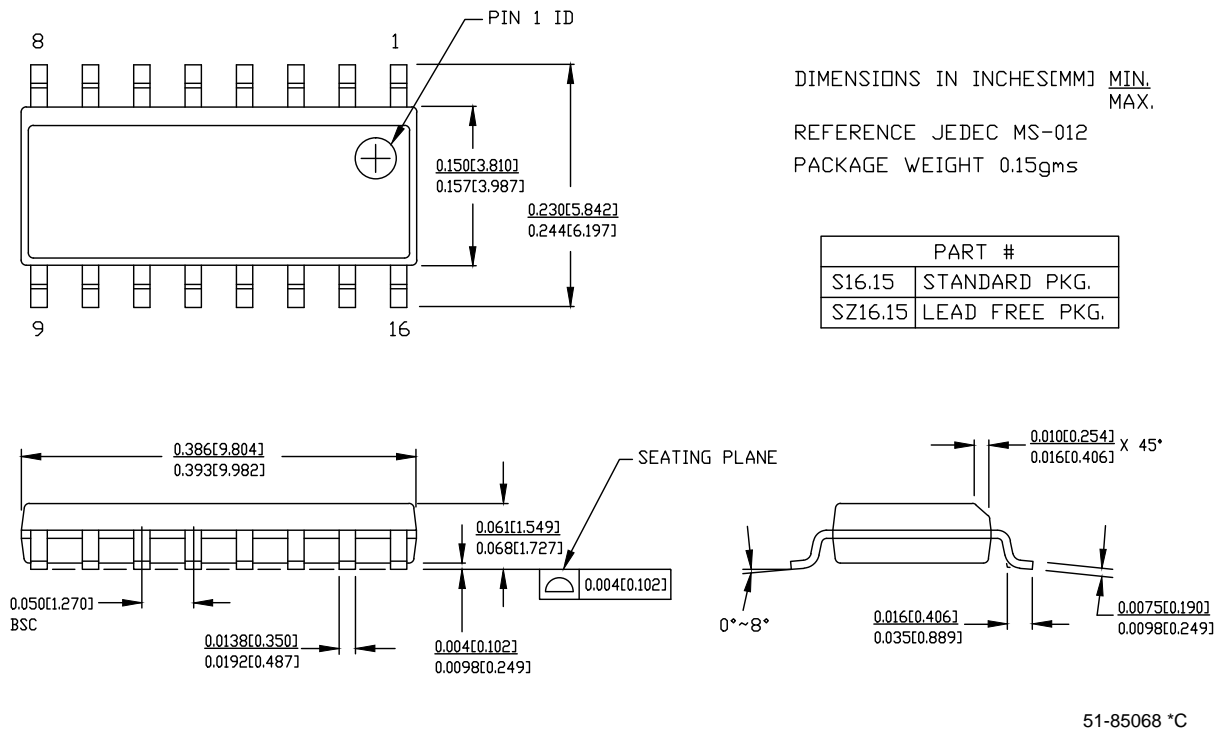 PIN 1 ID
8
1
0.150[3.810]
0.157[3.987]
0.230[5.842]
0.244[6.197]
9
16
DIMENSIONS IN INCHES[MM] MIN.
MAX.
REFERENCE JEDEC MS-012
PACKAGE WEIGHT 0.15gms
PART #
S16.15 STANDARD PKG.
SZ16.15 LEAD FREE PKG.
0.386[9.804]
0.393[9.982]
SEATING PLANE
0.061[1.549]
0.068[1.727]
0.004[0.102]
0.050[1.270]
BSC
0.0138[0.350]
0.0192[0.487]
0.004[0.102]
0.0098[0.249]
0.010[0.254]
0.016[0.406] X 45°
0°~8°
0.016[0.406]
0.035[0.889]
0.0075[0.190]
0.0098[0.249]
51-85068 *C